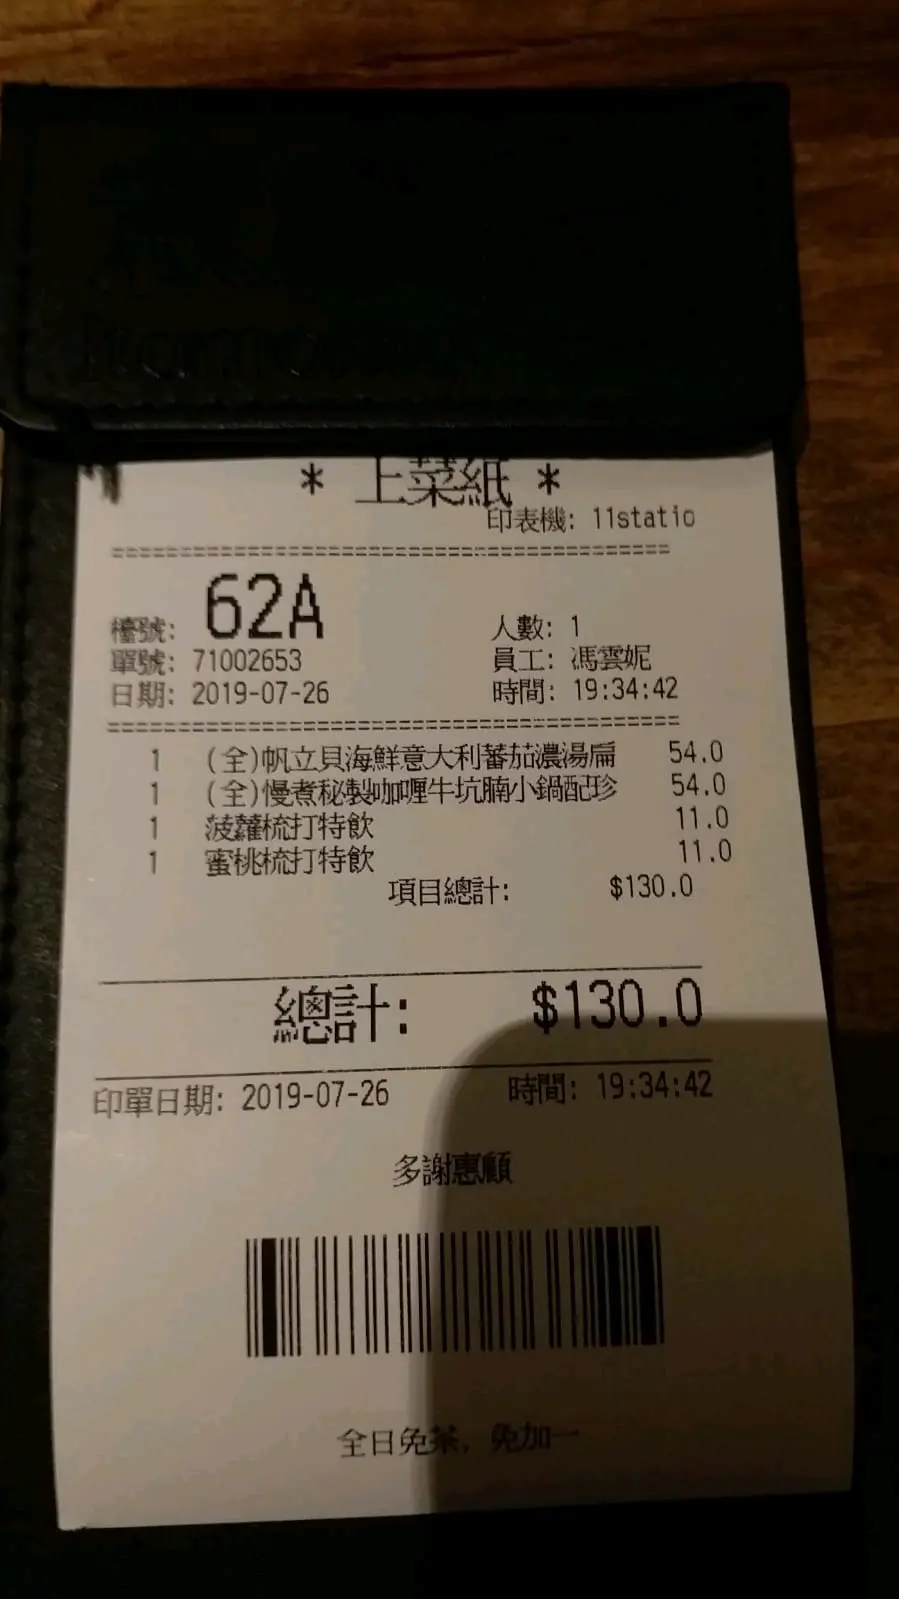 * 上菜紙 *
印表機: 11statio
檯號: 62A 人數: 1
單號: 71002653 員工: 馮雲妮
日期: 2019-07-26 時間: 19:34:42
1 (全)帆立貝海鮮意大利蕃茄濃湯扁 54.0
1 (全)慢煮秘製咖喱牛坑腩小鍋配珍 54.0
1 菠蘿梳打特飲 11.0
1 蜜桃梳打特飲 11.0
項目總計: $130.0
總計: $130.0
印單日期: 2019-07-26 時間: 19:34:42
多謝惠顧
全日免茶, 免加一